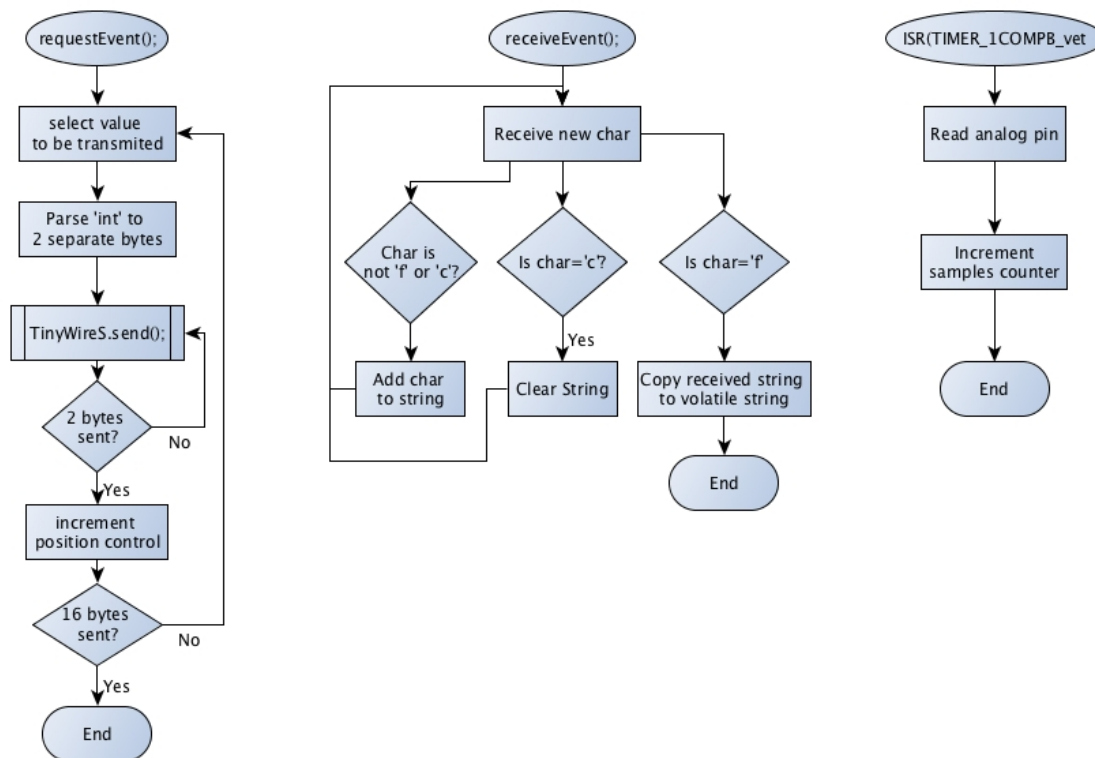 requestEvent();
select value
to be transmited
Parse 'int' to
2 separate bytes
TinyWireS.send();
2 bytes
sent?
No
Yes
increment
position control
16 bytes
sent?
No
Yes
End
receiveEvent();
Receive new char
Char is
not 'f' or 'c'?
Is char='c'?
Is char='f'
Yes
Add char
to string
Clear String
Copy received string
to volatile string
End
ISR(TIMER_1COMPB_vet
Read analog pin
Increment
samples counter
End